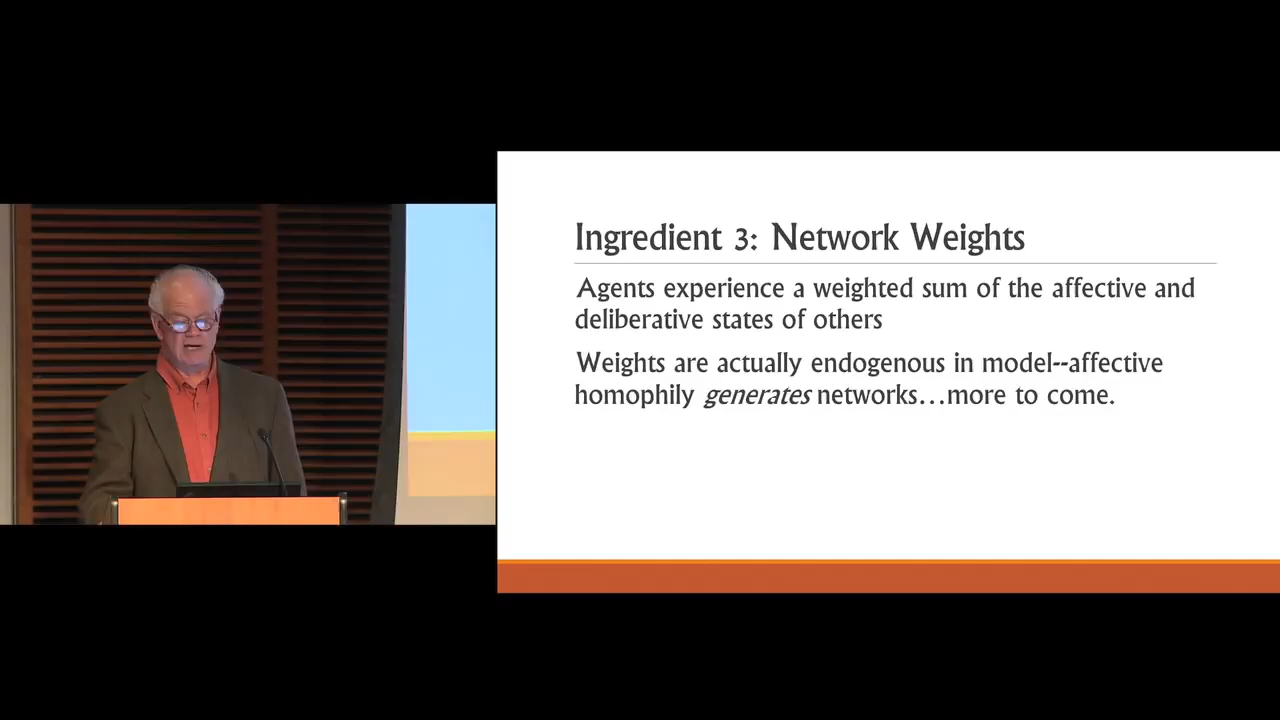 Ingredient 3: Network Weights
Agents experience a weighted sum of the affective and
deliberative states of others
Weights are actually endogenous in model--affective
homophily generates networks…more to come.